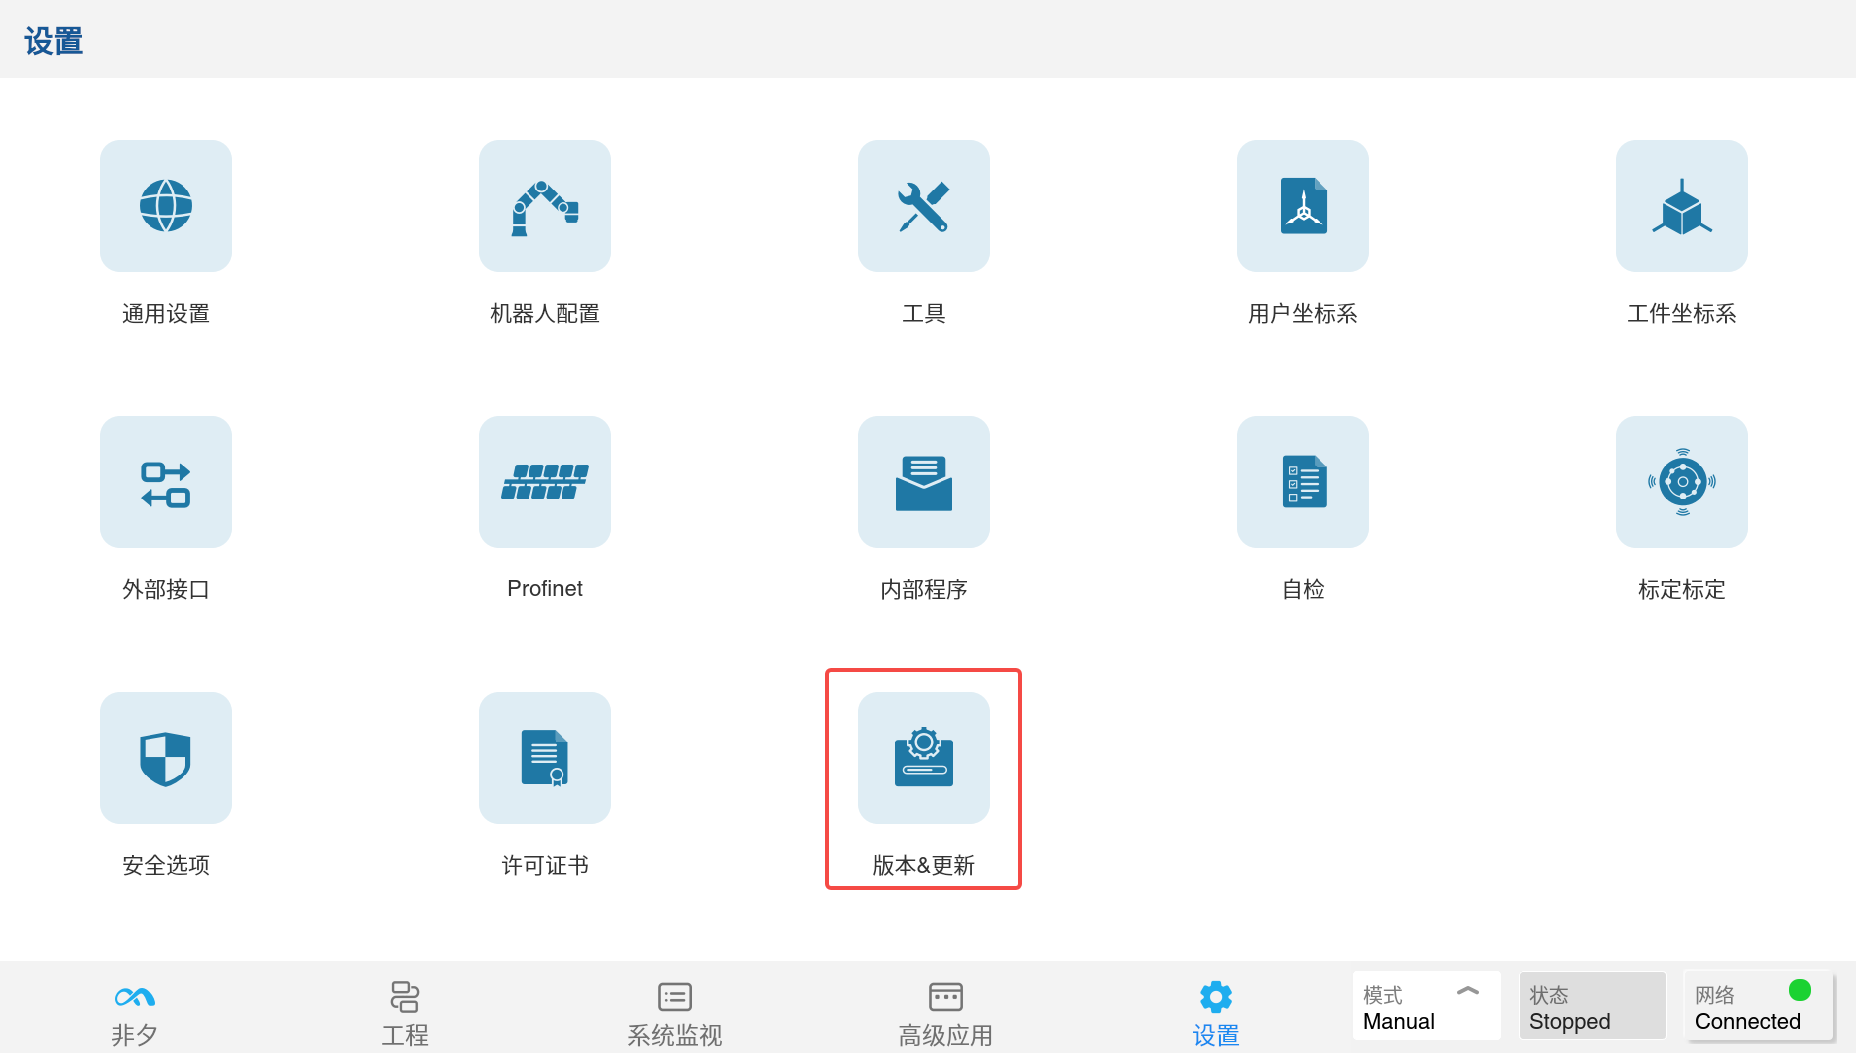 设置
通用设置
机器人配置
工具
用户坐标系
工件坐标系
外部接口
Profinet
内部程序
自检
标定标定
安全选项
许可证书
版本&更新
非夕
工程
系统监视
高级应用
设置
模式
Manual
状态
Stopped
网络
Connected